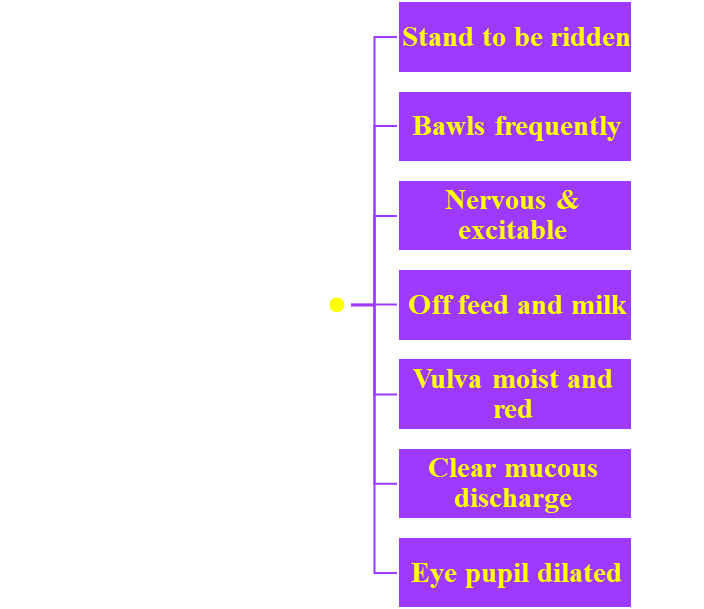 Stand to be ridden
Bawls frequently
Nervous &
excitable
Off feed and milk
Vulva moist and
red
Clear mucous
discharge
Eye pupil dilated